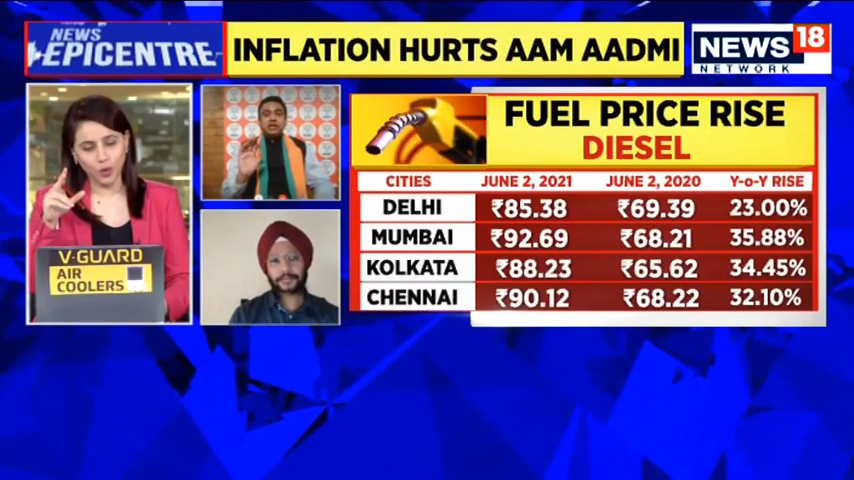 NEWS
EPICENTRE
INFLATION HURTS AAM AADMI
NEWS18
NETWORK
FUEL PRICE RISE
DIESEL
CITIES JUNE 2, 2021 JUNE 2, 2020 Y-o-Y RISE
DELHI ₹85.38 ₹69.39 23.00%
MUMBAI ₹92.69 ₹68.21 35.88%
KOLKATA ₹88.23 ₹65.62 34.45%
CHENNAI ₹90.12 ₹68.22 32.10%
V-GUARD
AIR
COOLERS